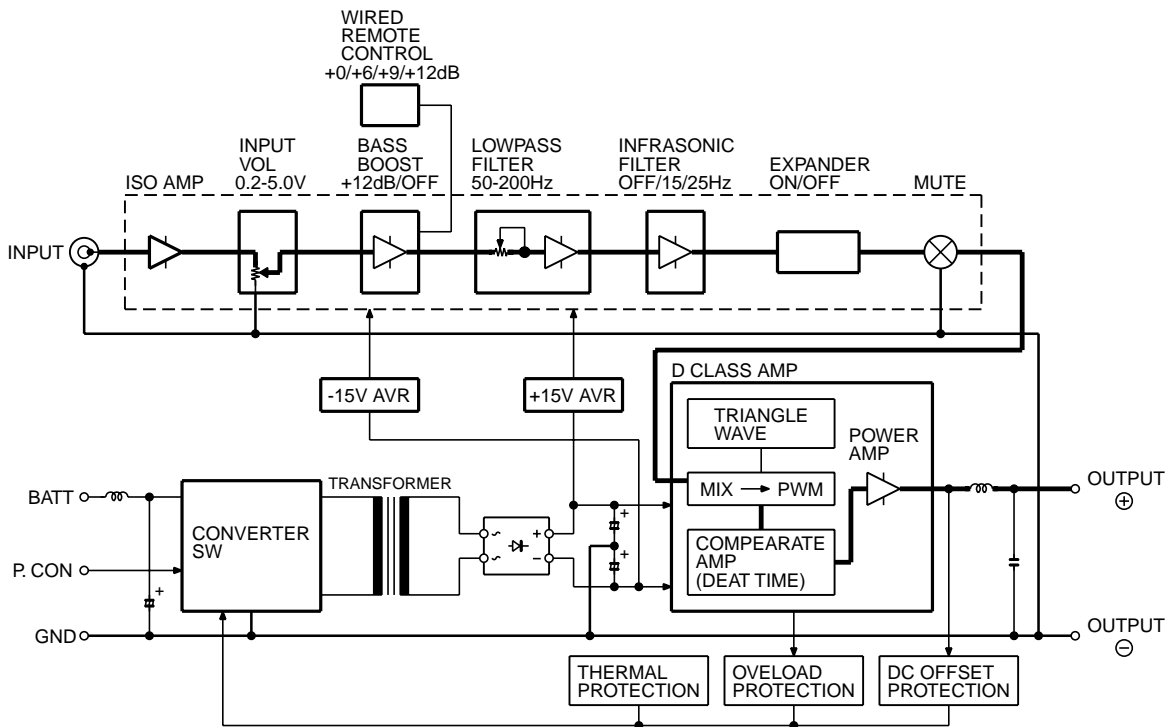 WIRED
REMOTE
CONTROL
+0/+6/+9/+12dB
ISO AMP
INPUT
VOL
0.2-5.0V
BASS
BOOST
+12dB/OFF
LOWPASS
FILTER
50-200Hz
INFRASONIC
FILTER
OFF/15/25Hz
EXPANDER
ON/OFF
MUTE
INPUT
-15V AVR
+15V AVR
D CLASS AMP
TRIANGLE
WAVE
POWER
AMP
MIX → PWM
COMPEARATE
AMP
(DEAT TIME)
OUTPUT
⊕
BATT
P. CON
GND
CONVERTER
SW
TRANSFORMER
~ +
~ −
+
+
+
OUTPUT
⊖
THERMAL
PROTECTION
OVELOAD
PROTECTION
DC OFFSET
PROTECTION